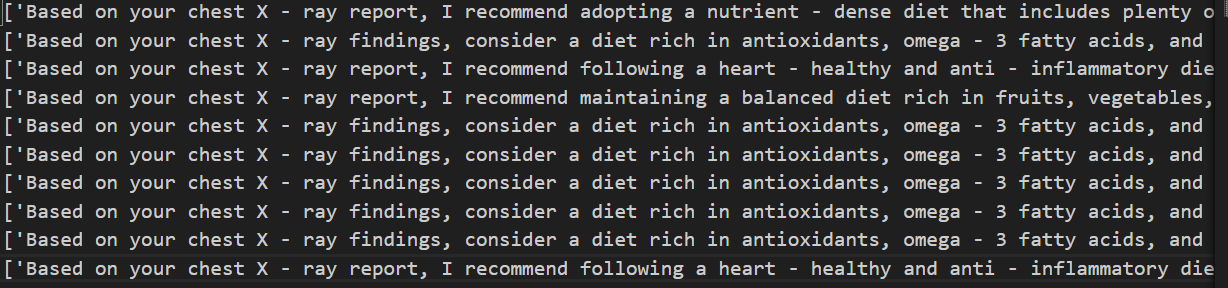 ['Based on your chest X - ray report, I recommend adopting a nutrient - dense diet that includes plenty o
['Based on your chest X - ray findings, consider a diet rich in antioxidants, omega - 3 fatty acids, and
['Based on your chest X - ray report, I recommend following a heart - healthy and anti - inflammatory die
['Based on your chest X - ray report, I recommend maintaining a balanced diet rich in fruits, vegetables,
['Based on your chest X - ray findings, consider a diet rich in antioxidants, omega - 3 fatty acids, and
['Based on your chest X - ray findings, consider a diet rich in antioxidants, omega - 3 fatty acids, and
['Based on your chest X - ray findings, consider a diet rich in antioxidants, omega - 3 fatty acids, and
['Based on your chest X - ray findings, consider a diet rich in antioxidants, omega - 3 fatty acids, and
['Based on your chest X - ray findings, consider a diet rich in antioxidants, omega - 3 fatty acids, and
['Based on your chest X - ray report, I recommend following a heart - healthy and anti - inflammatory die